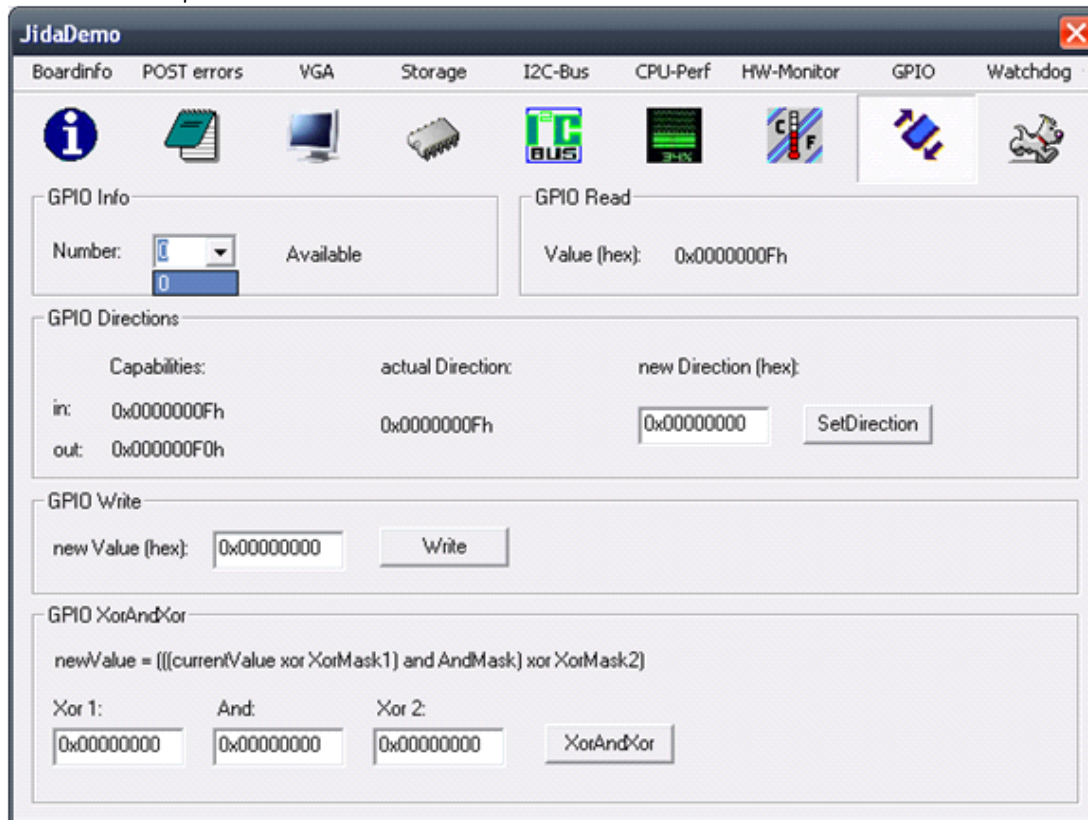 JidaDemo
Boardinfo POST errors VGA Storage I2C-Bus CPU-Perf HW-Monitor GPIO Watchdog
I²C BUS 34% C F
GPIO Info GPIO Read
Number: 0 Available Value (hex): 0x0000000Fh
0
GPIO Directions
Capabilities: actual Direction: new Direction (hex):
in: 0x0000000Fh
0x0000000Fh 0x00000000 SetDirection
out: 0x000000F0h
GPIO Write
new Value (hex): 0x00000000 Write
GPIO XorAndXor
newValue = (((currentValue xor XorMask1) and AndMask) xor XorMask2)
Xor 1: And: Xor 2:
0x00000000 0x00000000 0x00000000 XorAndXor